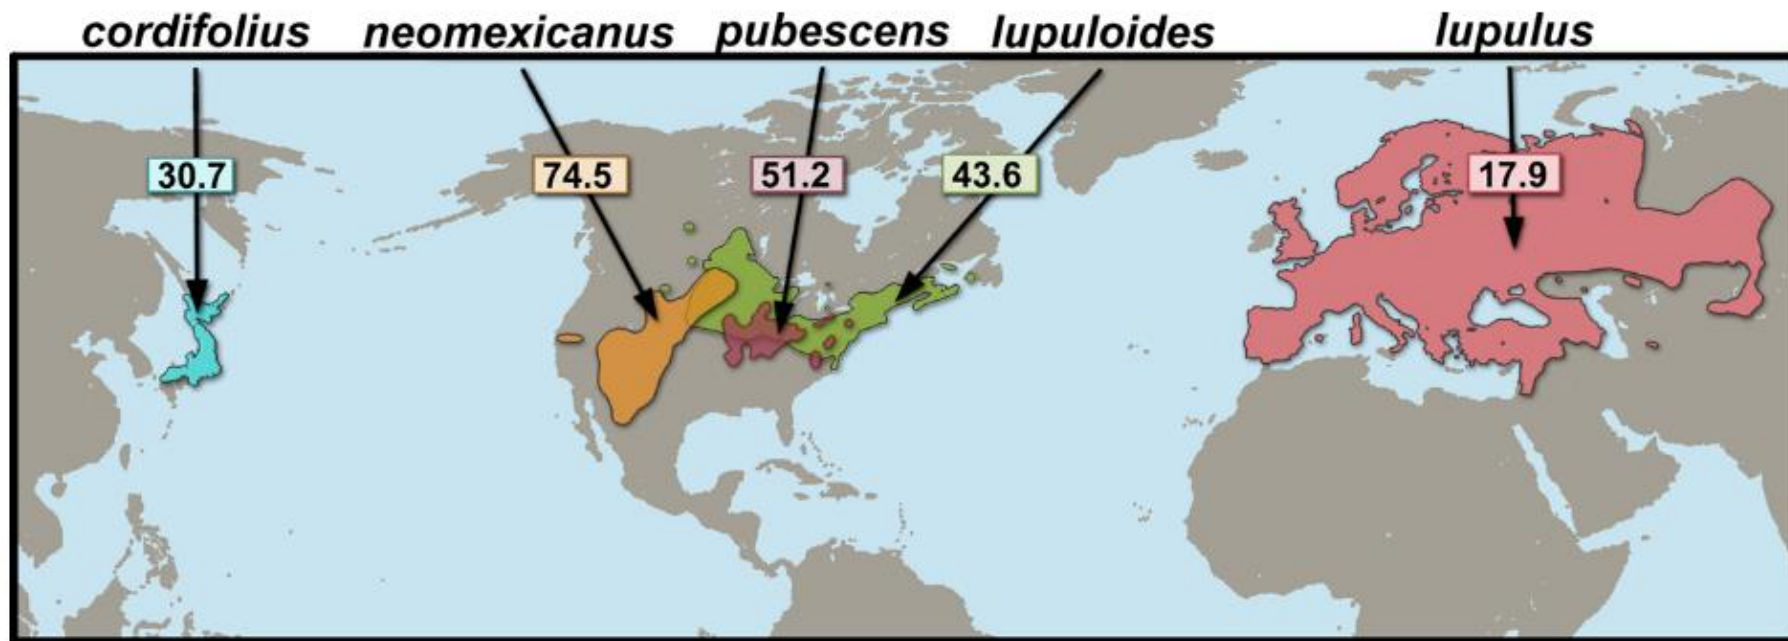 cordifolius neomexicanus pubescens lupuloides lupulus
30.7 74.5 51.2 43.6 17.9